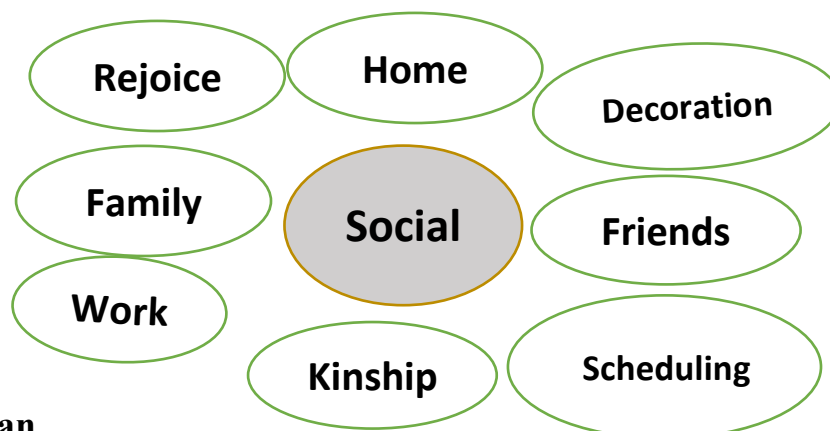 Rejoice
Home
Decoration
Family
Social
Friends
Work
Kinship
Scheduling